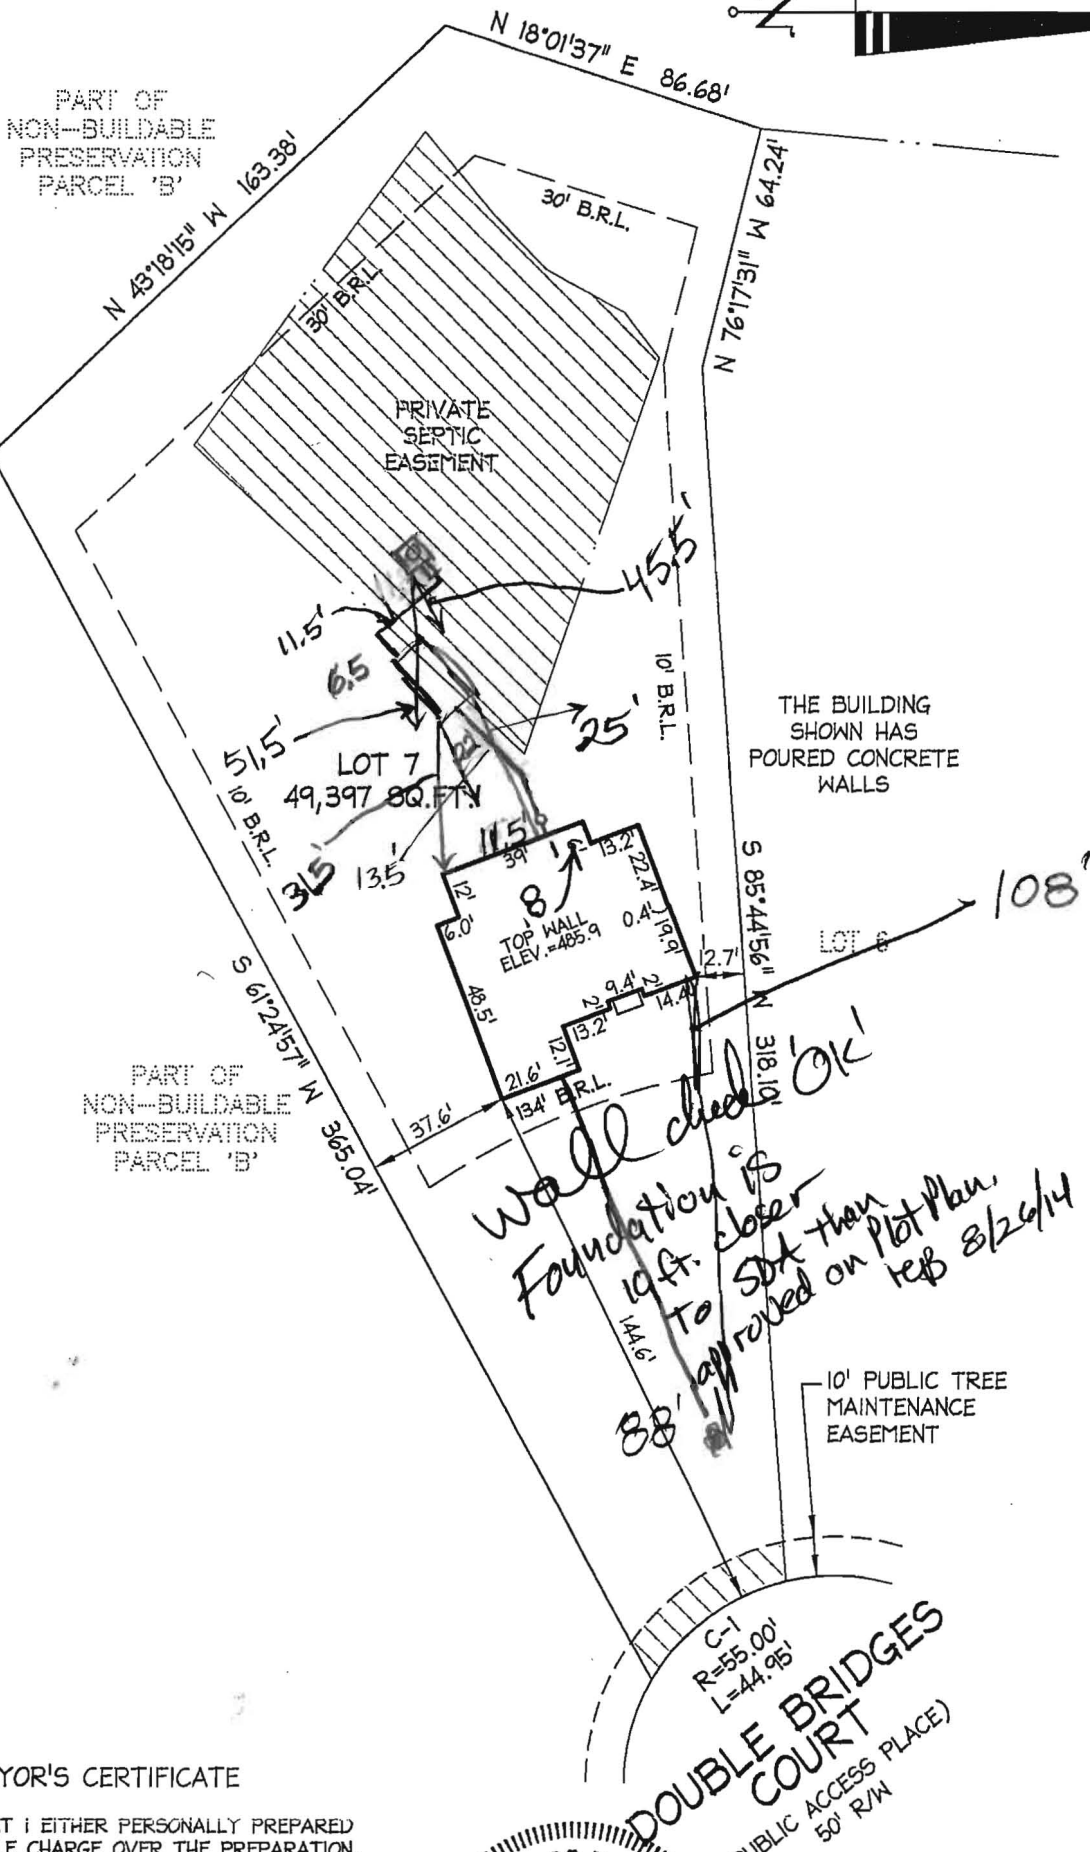 N 18°01'37" E 86.68'
PART OF
NON-BUILDABLE
PRESERVATION
PARCEL 'B'
N 43°18'15" W 163.38'
30' B.R.L.
N 76°17'31" W 64.24'
30' B.R.L.
PRIVATE
SEPTIC
EASEMENT
45.5'
11.5'
6.5
10' B.R.L.
THE BUILDING
SHOWN HAS
POURED CONCRETE
WALLS
25'
51.5'
22'
LOT 7
49,397 SQ.FT.
10' B.R.L.
31.5'
13.5'
11.5'
39'
13.2'
12'
22.4'
8
6.0'
TOP WALL
ELEV.=485.9
0.4'
19.9'
S 85°44'56" W 318.10'
108'
LOT 6
12.7'
9.4'
2'
2'
14.4'
13.2'
48.5'
12.1'
21.6'
134' B.R.L.
37.6'
S 61°24'57" W 365.04'
PART OF
NON-BUILDABLE
PRESERVATION
PARCEL 'B'
Wall check 'OK'
Foundation is
10 ft. closer
to SDA than
approved on Plot Plan.
8/26/14
144.6'
88'
10' PUBLIC TREE
MAINTENANCE
EASEMENT
C-1
R=55.00'
L=44.95'
DOUBLE BRIDGES
COURT
UBLIC ACCESS PLACE)
50' R/W
YOR'S CERTIFICATE
T I EITHER PERSONALLY PREPARED
E CHARGE OVER THE PREPARATION